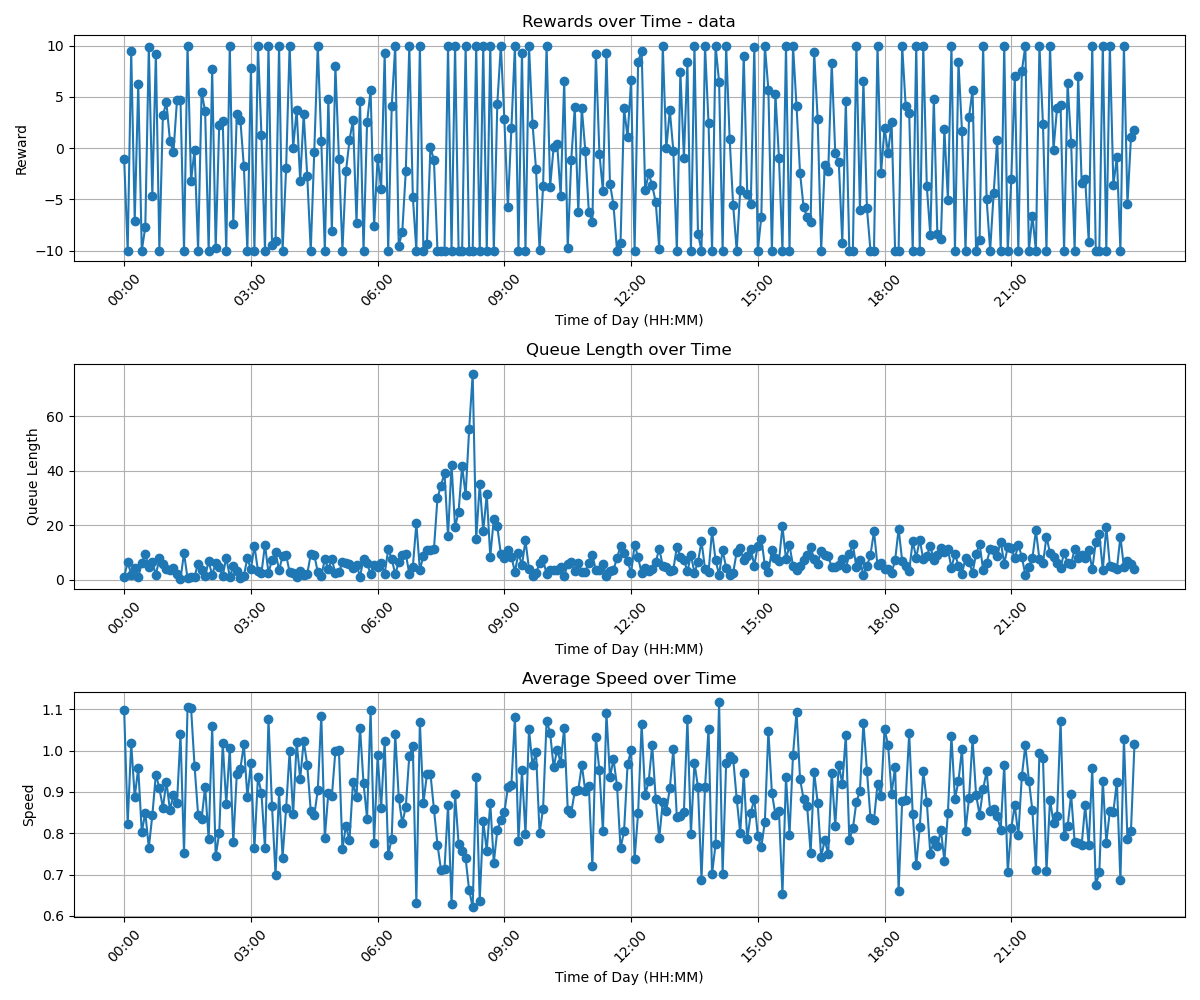 Rewards over Time - data
10
5
0
−5
−10
Reward
00:00 03:00 06:00 09:00 12:00 15:00 18:00 21:00
Time of Day (HH:MM)
Queue Length over Time
60
40
20
0
Queue Length
00:00 03:00 06:00 09:00 12:00 15:00 18:00 21:00
Time of Day (HH:MM)
Average Speed over Time
1.1
1.0
0.9
0.8
0.7
0.6
Speed
00:00 03:00 06:00 09:00 12:00 15:00 18:00 21:00
Time of Day (HH:MM)